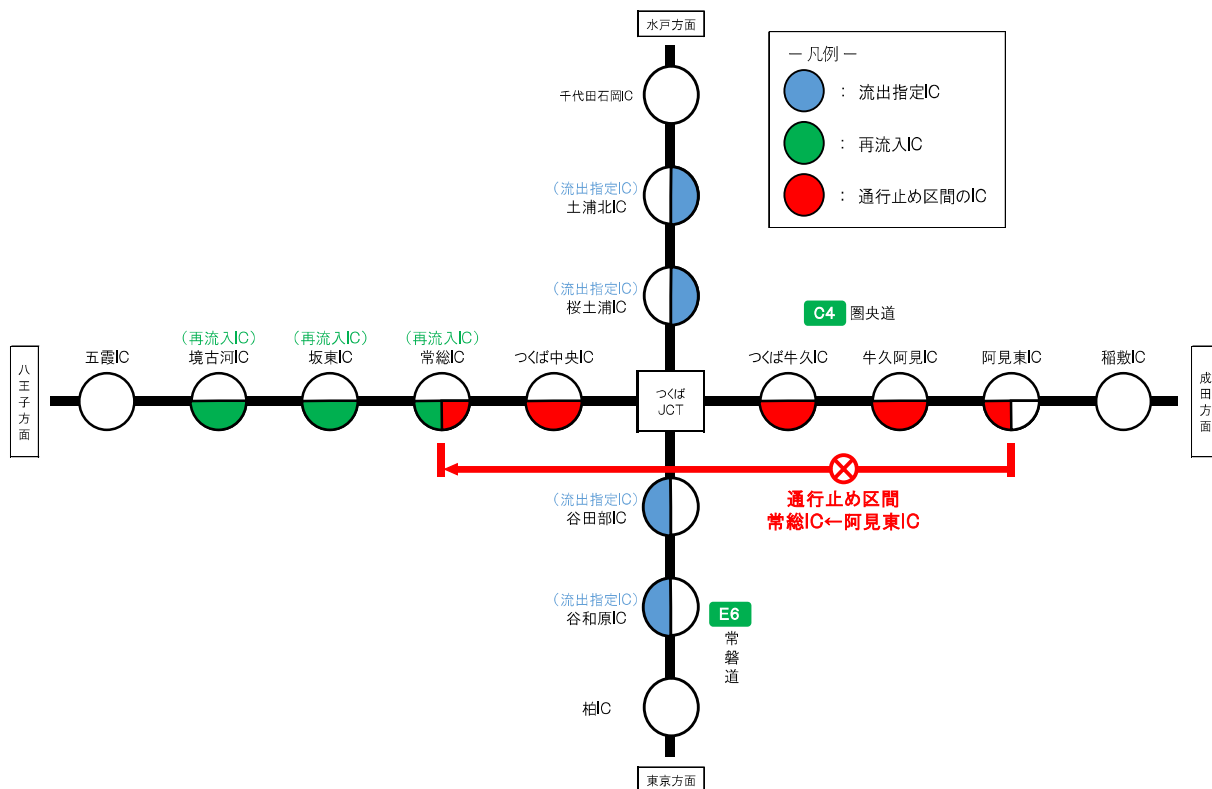 水戸方面
千代田石岡IC
― 凡例 ―
： 流出指定IC
： 再流入IC
： 通行止め区間のIC
（流出指定IC）
土浦北IC
（流出指定IC）
桜土浦IC
C4 圏央道
八王子方面
五霞IC
（再流入IC）
境古河IC
（再流入IC）
坂東IC
（再流入IC）
常総IC
つくば中央IC
つくば
JCT
つくば牛久IC
牛久阿見IC
阿見東IC
稲敷IC
成田方面
通行止め区間
常総IC←阿見東IC
（流出指定IC）
谷田部IC
（流出指定IC）
谷和原IC
E6
常磐道
柏IC
東京方面